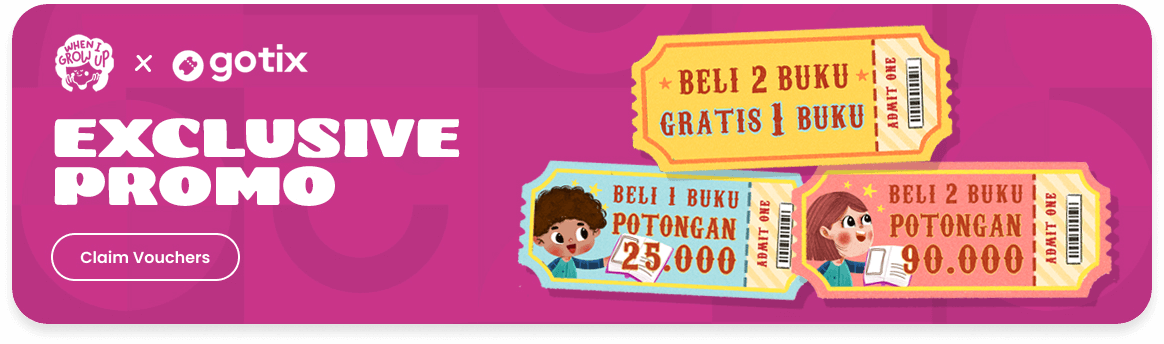 WHEN I
GROW UP
×
gotix
EXCLUSIVE
PROMO
Claim Vouchers
BELI 2 BUKU
GRATIS 1 BUKU
ADMIT ONE
BELI 1 BUKU
POTONGAN
25.000
ADMIT ONE
BELI 2 BUKU
POTONGAN
90.000
ADMIT ONE